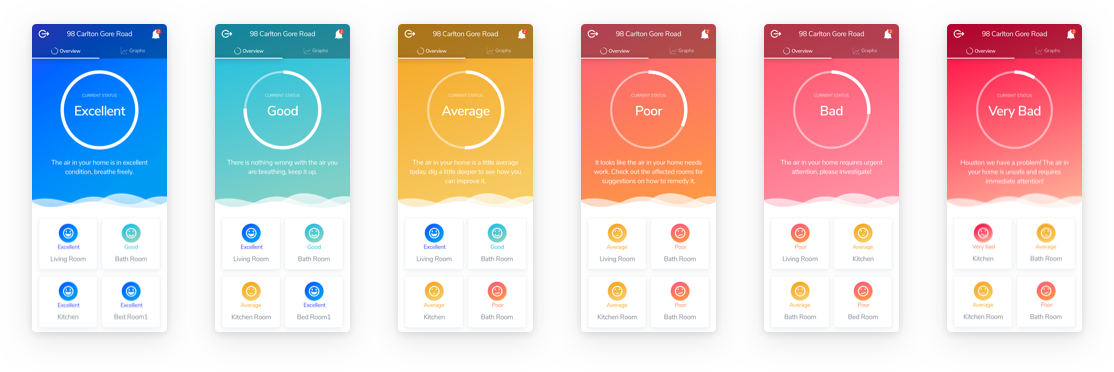 98 Carlton Gore Road
Overview
Graphs
CURRENT STATUS
Excellent
The air in your home is in excellent
condition, breathe freely.
Excellent
Living Room
Good
Bath Room
Excellent
Kitchen
Excellent
Bed Room1
98 Carlton Gore Road
Overview
Graphs
CURRENT STATUS
Good
There is nothing wrong with the air you
are breathing, keep it up.
Excellent
Living Room
Good
Bath Room
Average
Kitchen Room
Excellent
Bed Room1
98 Carlton Gore Road
Overview
Graphs
CURRENT STATUS
Average
The air in your home is a little average
today, dig a little deeper to see how you
can improve it.
Excellent
Living Room
Good
Bath Room
Average
Kitchen
Poor
Bath Room
98 Carlton Gore Road
Overview
Graphs
CURRENT STATUS
Poor
It looks like the air in your home needs
work. Check out the affected rooms for
suggestions on how to remedy it.
Average
Living Room
Poor
Bath Room
Average
Kitchen Room
Poor
Bath Room
98 Carlton Gore Road
Overview
Graphs
CURRENT STATUS
Bad
The air in your home requires urgent
attention, please investigate!
Poor
Living Room
Average
Kitchen
Average
Bath Room
Poor
Bed Room
98 Carlton Gore Road
Overview
Graphs
CURRENT STATUS
Very Bad
Houston we have a problem! The air in
your home is unsafe and requires
immediate attention!
Very bad
Kitchen
Average
Bath Room
Average
Kitchen Room
Poor
Bath Room